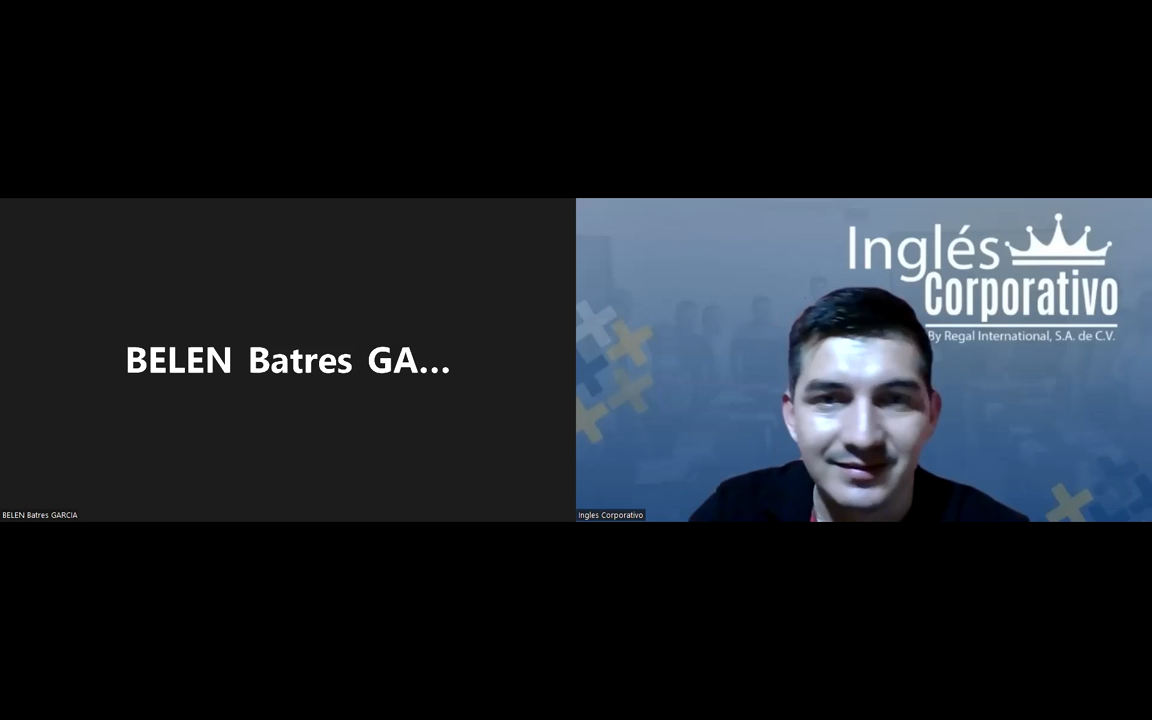 BELEN Batres GA...
BELEN Batres GARCIA
Inglés
Corporativo
By Regal International, S.A. de C.V.
Ingles Corporativo